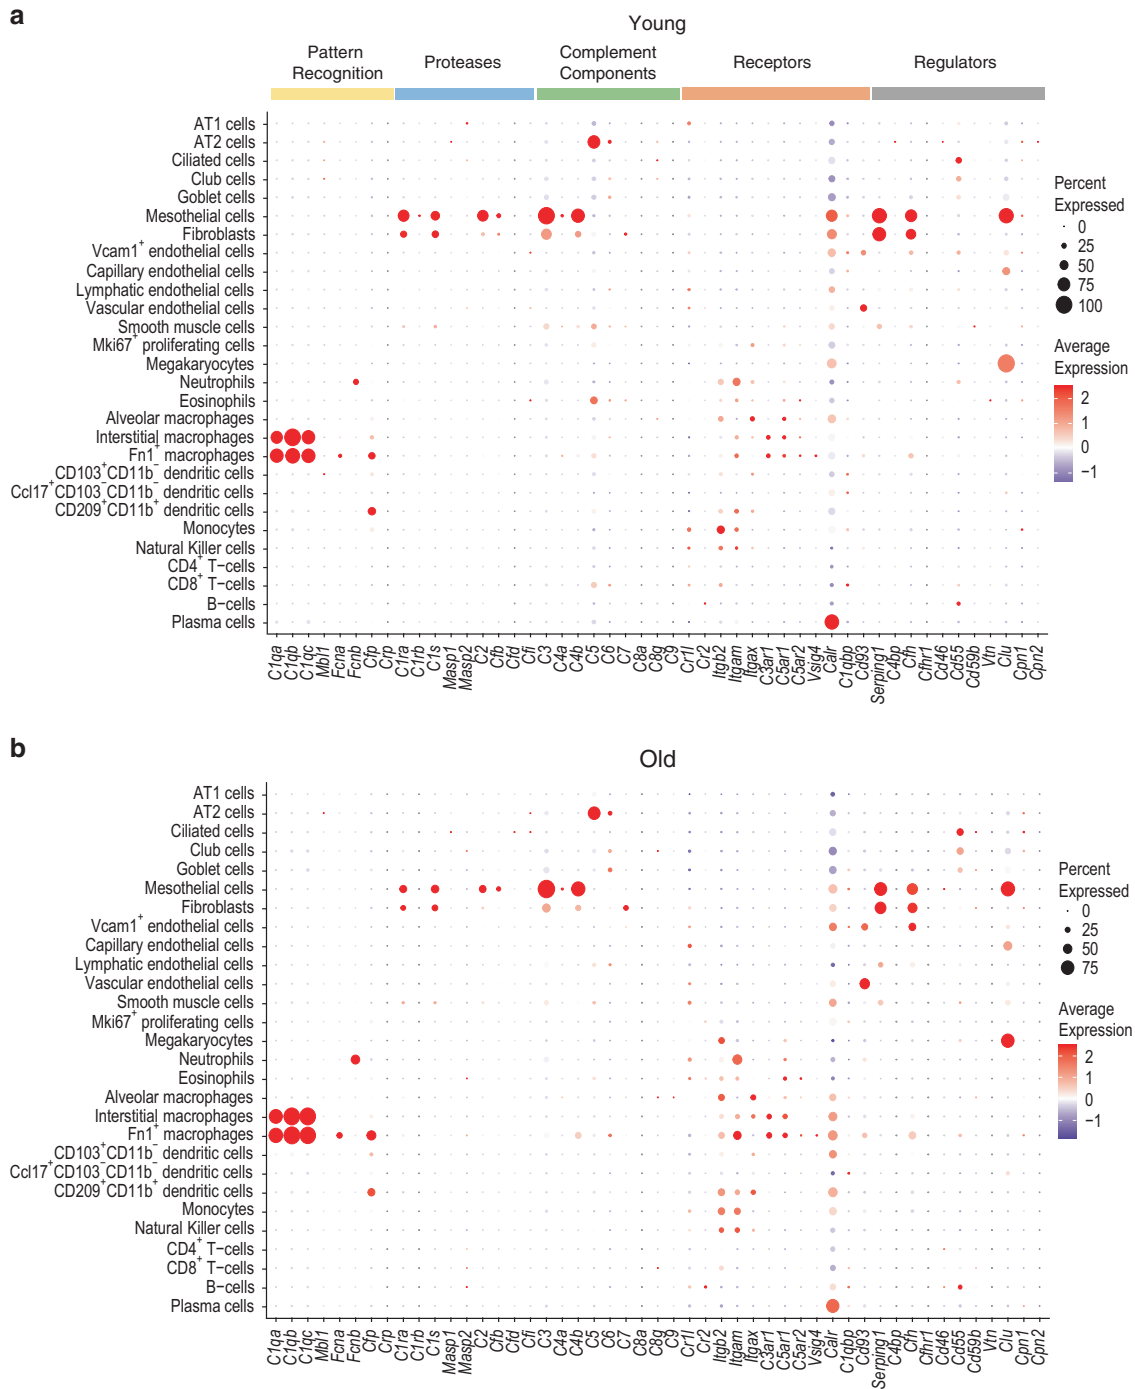 a
Young
Pattern
Recognition
Proteases
Complement
Components
Receptors
Regulators
AT1 cells
AT2 cells
Ciliated cells
Club cells
Goblet cells
Mesothelial cells
Fibroblasts
Vcam1+ endothelial cells
Capillary endothelial cells
Lymphatic endothelial cells
Vascular endothelial cells
Smooth muscle cells
Mki67+ proliferating cells
Megakaryocytes
Neutrophils
Eosinophils
Alveolar macrophages
Interstitial macrophages
Fn1+ macrophages
CD103+CD11b− dendritic cells
Ccl17+CD103−CD11b− dendritic cells
CD209+CD11b+ dendritic cells
Monocytes
Natural Killer cells
CD4+ T−cells
CD8+ T−cells
B−cells
Plasma cells
C1qa
C1qb
C1qc
Mbl1
Fcna
Fcnb
Cfp
Crp
C1ra
C1rb
C1s
Masp1
Masp2
C2
Cfb
Cfd
Cfi
C3
C4a
C4b
C5
C6
C7
C8a
C8g
C9
Cr1l
Cr2
Itgb2
Itgam
Itgax
C3ar1
C5ar1
C5ar2
Vsig4
Calr
C1qbp
Cd93
Serping1
C4bp
Cfh
Cfhr1
Cd46
Cd55
Cd59b
Vtn
Clu
Cpn1
Cpn2
Percent
Expressed
0
25
50
75
100
Average
Expression
2
1
0
−1
b
Old
AT1 cells
AT2 cells
Ciliated cells
Club cells
Goblet cells
Mesothelial cells
Fibroblasts
Vcam1+ endothelial cells
Capillary endothelial cells
Lymphatic endothelial cells
Vascular endothelial cells
Smooth muscle cells
Mki67+ proliferating cells
Megakaryocytes
Neutrophils
Eosinophils
Alveolar macrophages
Interstitial macrophages
Fn1+ macrophages
CD103+CD11b− dendritic cells
Ccl17+CD103−CD11b− dendritic cells
CD209+CD11b+ dendritic cells
Monocytes
Natural Killer cells
CD4+ T−cells
CD8+ T−cells
B−cells
Plasma cells
C1qa
C1qb
C1qc
Mbl1
Fcna
Fcnb
Cfp
Crp
C1ra
C1rb
C1s
Masp1
Masp2
C2
Cfb
Cfd
Cfi
C3
C4a
C4b
C5
C6
C7
C8a
C8g
C9
Cr1l
Cr2
Itgb2
Itgam
Itgax
C3ar1
C5ar1
C5ar2
Vsig4
Calr
C1qbp
Cd93
Serping1
C4bp
Cfh
Cfhr1
Cd46
Cd55
Cd59b
Vtn
Clu
Cpn1
Cpn2
Percent
Expressed
0
25
50
75
Average
Expression
2
1
0
−1